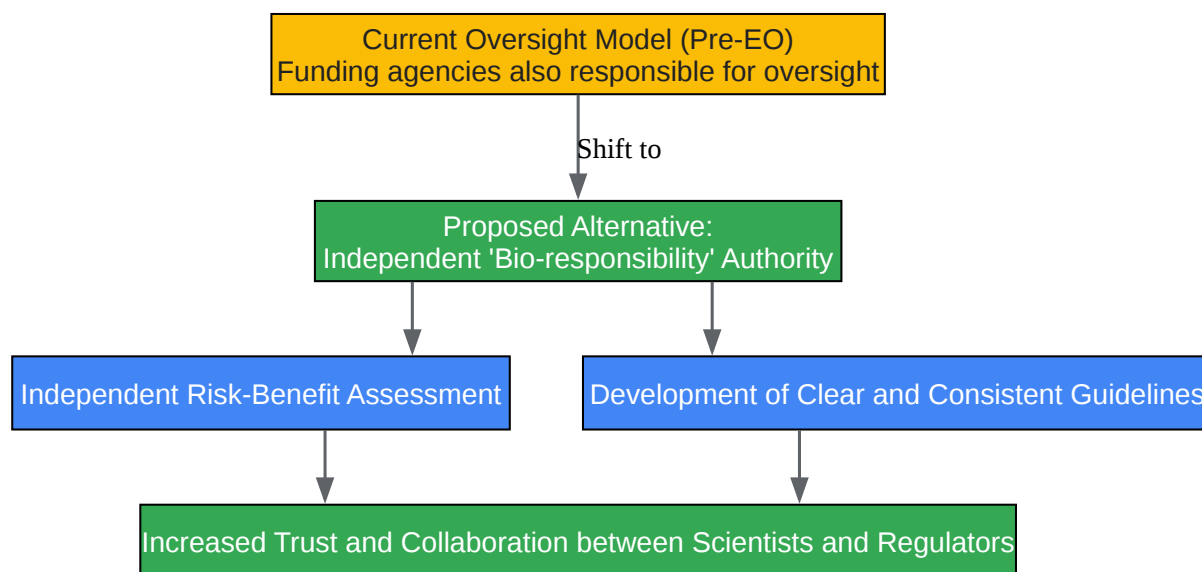 Current Oversight Model (Pre-EO)
Funding agencies also responsible for oversight
Shift to
Proposed Alternative:
Independent 'Bio-responsibility' Authority
Independent Risk-Benefit Assessment
Development of Clear and Consistent Guidelines
Increased Trust and Collaboration between Scientists and Regulators